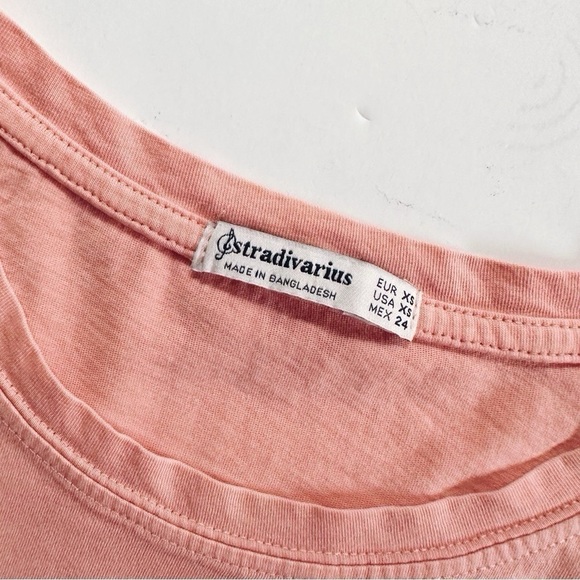 Stradivarius
MADE IN BANGLADESH
EUR XS
USA XS
MEX 24